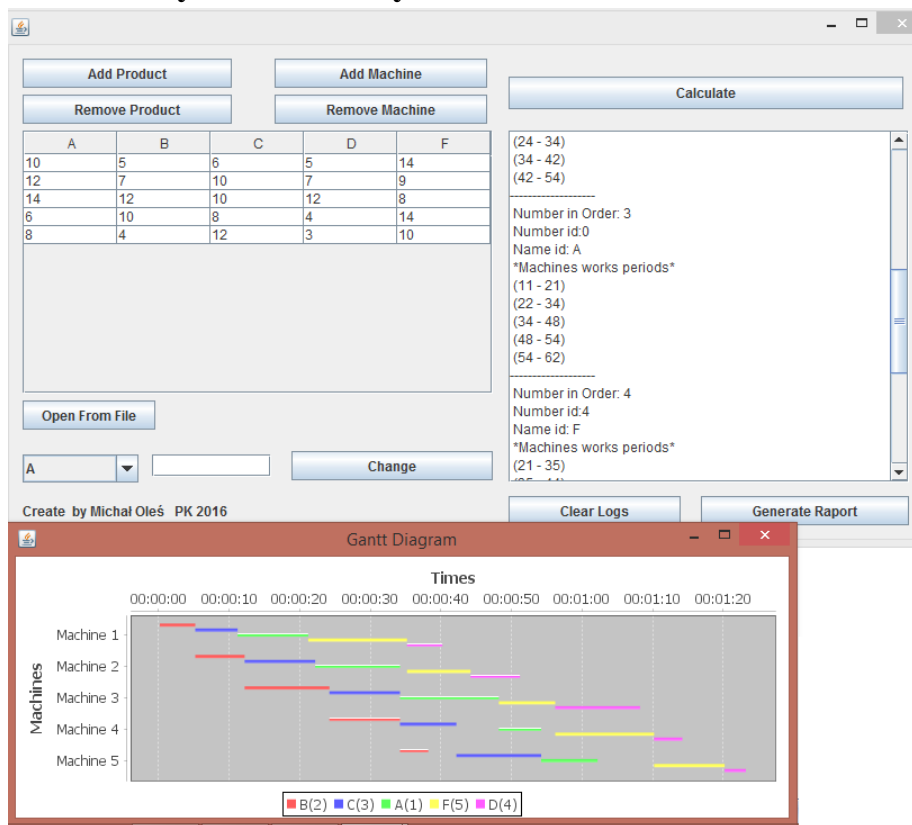 Add Product
Add Machine
Remove Product
Remove Machine
A B C D F
10 5 6 5 14
12 7 10 7 9
14 12 10 12 8
6 10 8 4 14
8 4 12 3 10
Open From File
A
Change
Create by Michał Oleś PK 2016
Calculate
(24 - 34)
(34 - 42)
(42 - 54)
-------------------
Number in Order: 3
Number id:0
Name id: A
*Machines works periods*
(11 - 21)
(22 - 34)
(34 - 48)
(48 - 54)
(54 - 62)
-------------------
Number in Order: 4
Number id:4
Name id: F
*Machines works periods*
(21 - 35)
Clear Logs
Generate Raport
Gantt Diagram
Times
00:00:00 00:00:10 00:00:20 00:00:30 00:00:40 00:00:50 00:01:00 00:01:10 00:01:20
Machines
Machine 1
Machine 2
Machine 3
Machine 4
Machine 5
B(2) C(3) A(1) F(5) D(4)